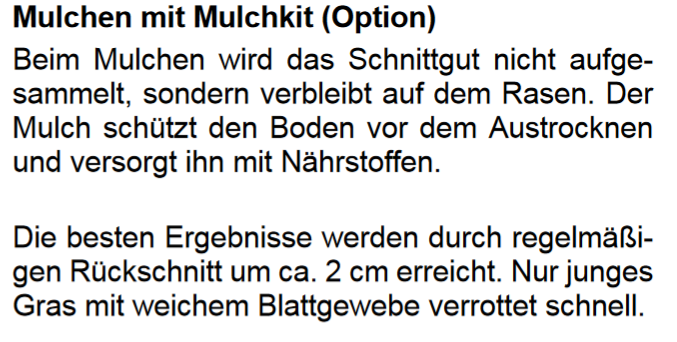 Mulchen mit Mulchkit (Option)
Beim Mulchen wird das Schnittgut nicht aufge-
sammelt, sondern verbleibt auf dem Rasen. Der
Mulch schützt den Boden vor dem Austrocknen
und versorgt ihn mit Nährstoffen.
Die besten Ergebnisse werden durch regelmäßi-
gen Rückschnitt um ca. 2 cm erreicht. Nur junges
Gras mit weichem Blattgewebe verrottet schnell.